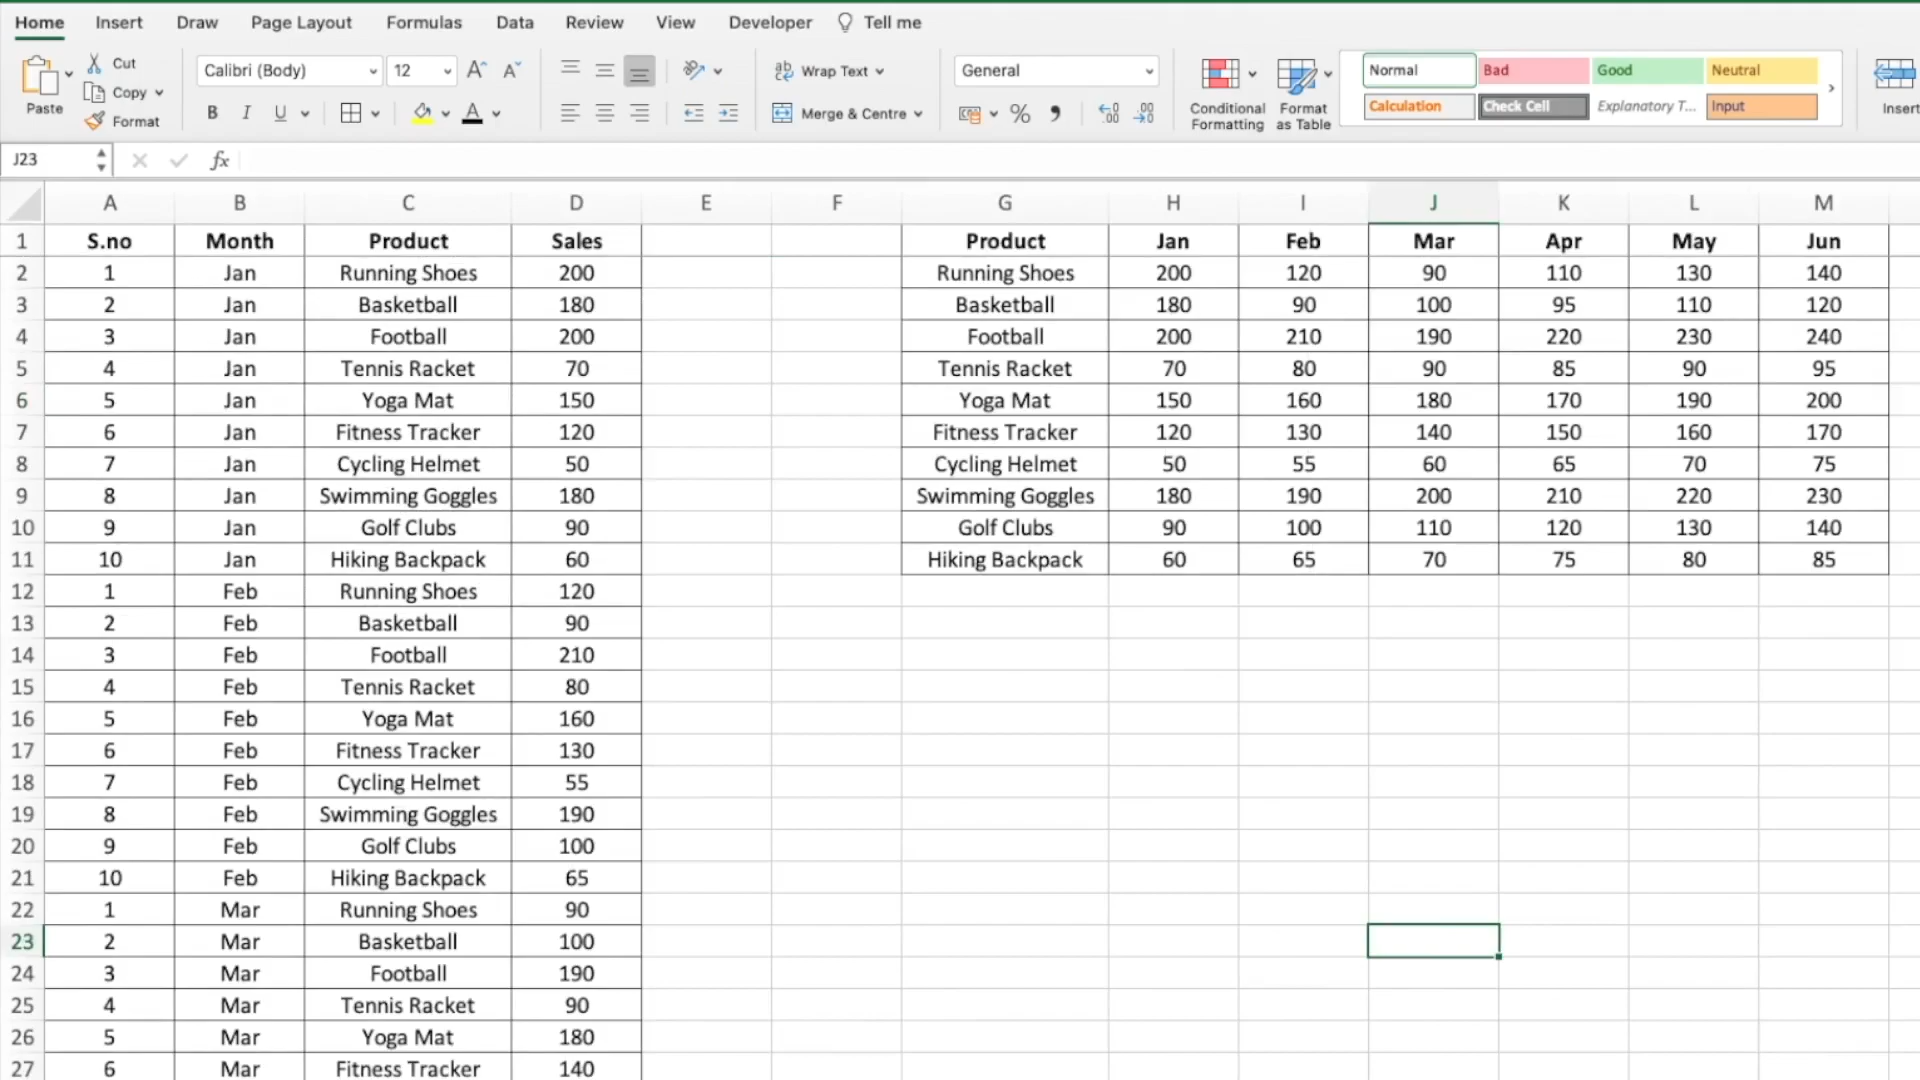 Home Insert Draw Page Layout Formulas Data Review View Developer Tell me
Paste
Cut
Copy
Format
Calibri (Body) 12 A A
B I U A
ab Wrap Text
Merge & Centre
General
% ,
Conditional Formatting
Format as Table
Normal Bad Good Neutral
Calculation Check Cell Explanatory T... Input
Insert
J23 fx
A B C D E F G H I J K L M
1 S.no Month Product Sales Product Jan Feb Mar Apr May Jun
2 1 Jan Running Shoes 200 Running Shoes 200 120 90 110 130 140
3 2 Jan Basketball 180 Basketball 180 90 100 95 110 120
4 3 Jan Football 200 Football 200 210 190 220 230 240
5 4 Jan Tennis Racket 70 Tennis Racket 70 80 90 85 90 95
6 5 Jan Yoga Mat 150 Yoga Mat 150 160 180 170 190 200
7 6 Jan Fitness Tracker 120 Fitness Tracker 120 130 140 150 160 170
8 7 Jan Cycling Helmet 50 Cycling Helmet 50 55 60 65 70 75
9 8 Jan Swimming Goggles 180 Swimming Goggles 180 190 200 210 220 230
10 9 Jan Golf Clubs 90 Golf Clubs 90 100 110 120 130 140
11 10 Jan Hiking Backpack 60 Hiking Backpack 60 65 70 75 80 85
12 1 Feb Running Shoes 120
13 2 Feb Basketball 90
14 3 Feb Football 210
15 4 Feb Tennis Racket 80
16 5 Feb Yoga Mat 160
17 6 Feb Fitness Tracker 130
18 7 Feb Cycling Helmet 55
19 8 Feb Swimming Goggles 190
20 9 Feb Golf Clubs 100
21 10 Feb Hiking Backpack 65
22 1 Mar Running Shoes 90
23 2 Mar Basketball 100
24 3 Mar Football 190
25 4 Mar Tennis Racket 90
26 5 Mar Yoga Mat 180
27 6 Mar Fitness Tracker 140